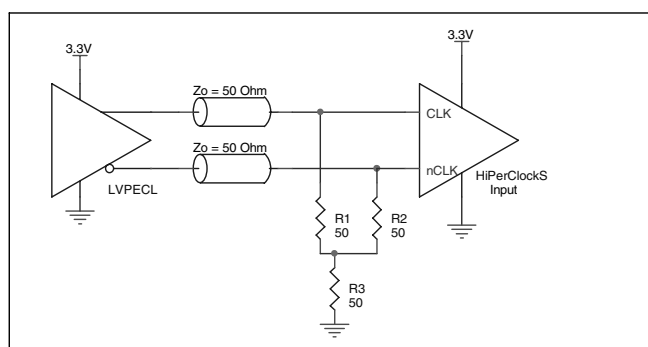 3.3V
3.3V
Zo = 50 Ohm
CLK
Zo = 50 Ohm
nCLK
LVPECL
HiPerClockS
Input
R1
50
R2
50
R3
50